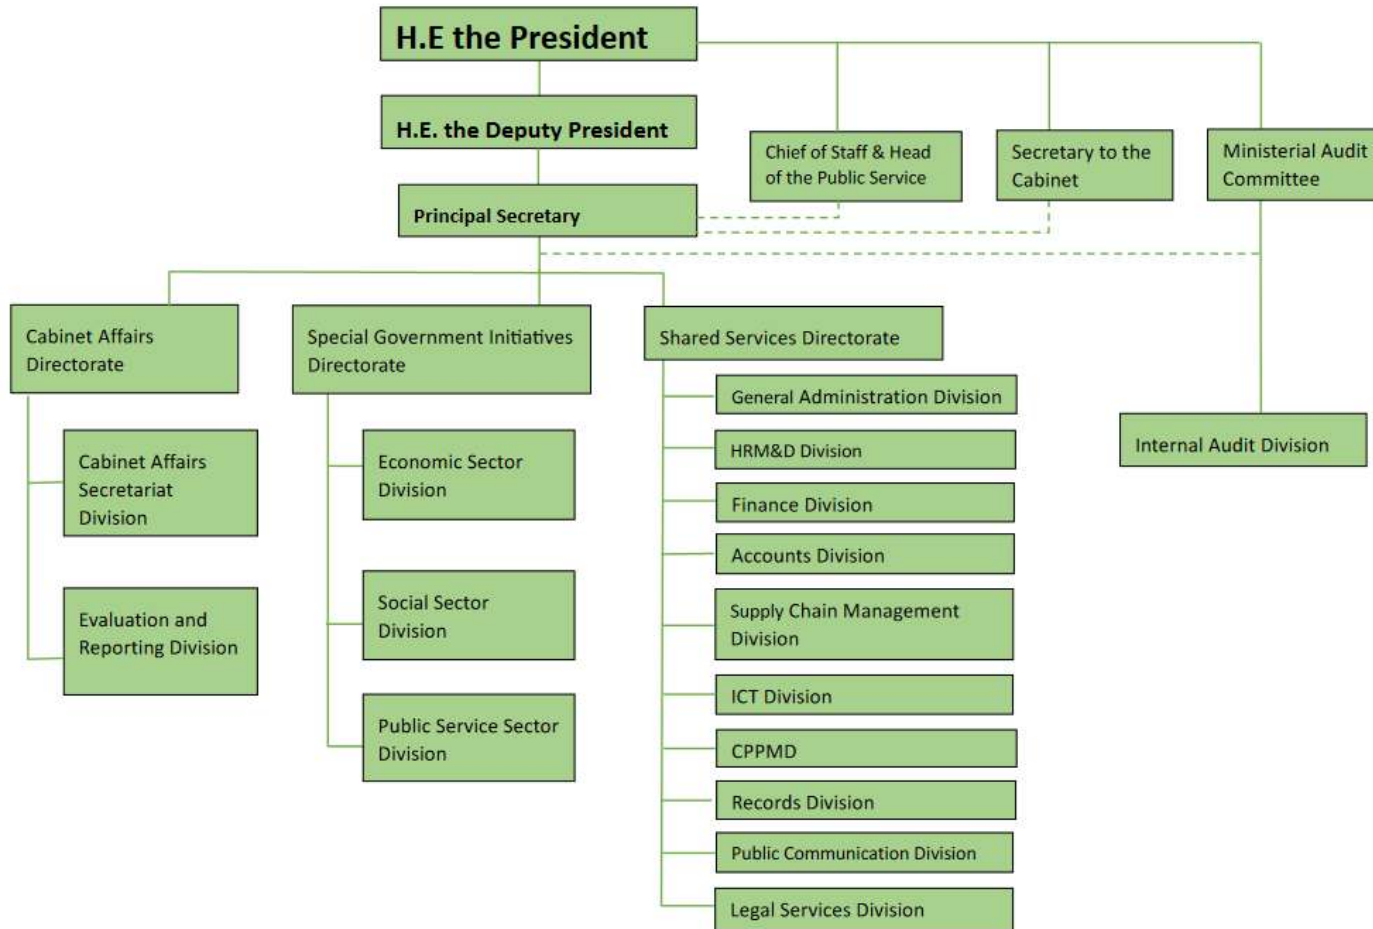 H.E the President
H.E. the Deputy President
Chief of Staff & Head
of the Public Service
Secretary to the
Cabinet
Ministerial Audit
Committee
Principal Secretary
Cabinet Affairs
Directorate
Special Government Initiatives
Directorate
Shared Services Directorate
Cabinet Affairs
Secretariat
Division
Evaluation and
Reporting Division
Economic Sector
Division
Social Sector
Division
Public Service Sector
Division
General Administration Division
HRM&D Division
Finance Division
Accounts Division
Supply Chain Management
Division
ICT Division
CPPMD
Records Division
Public Communication Division
Legal Services Division
Internal Audit Division